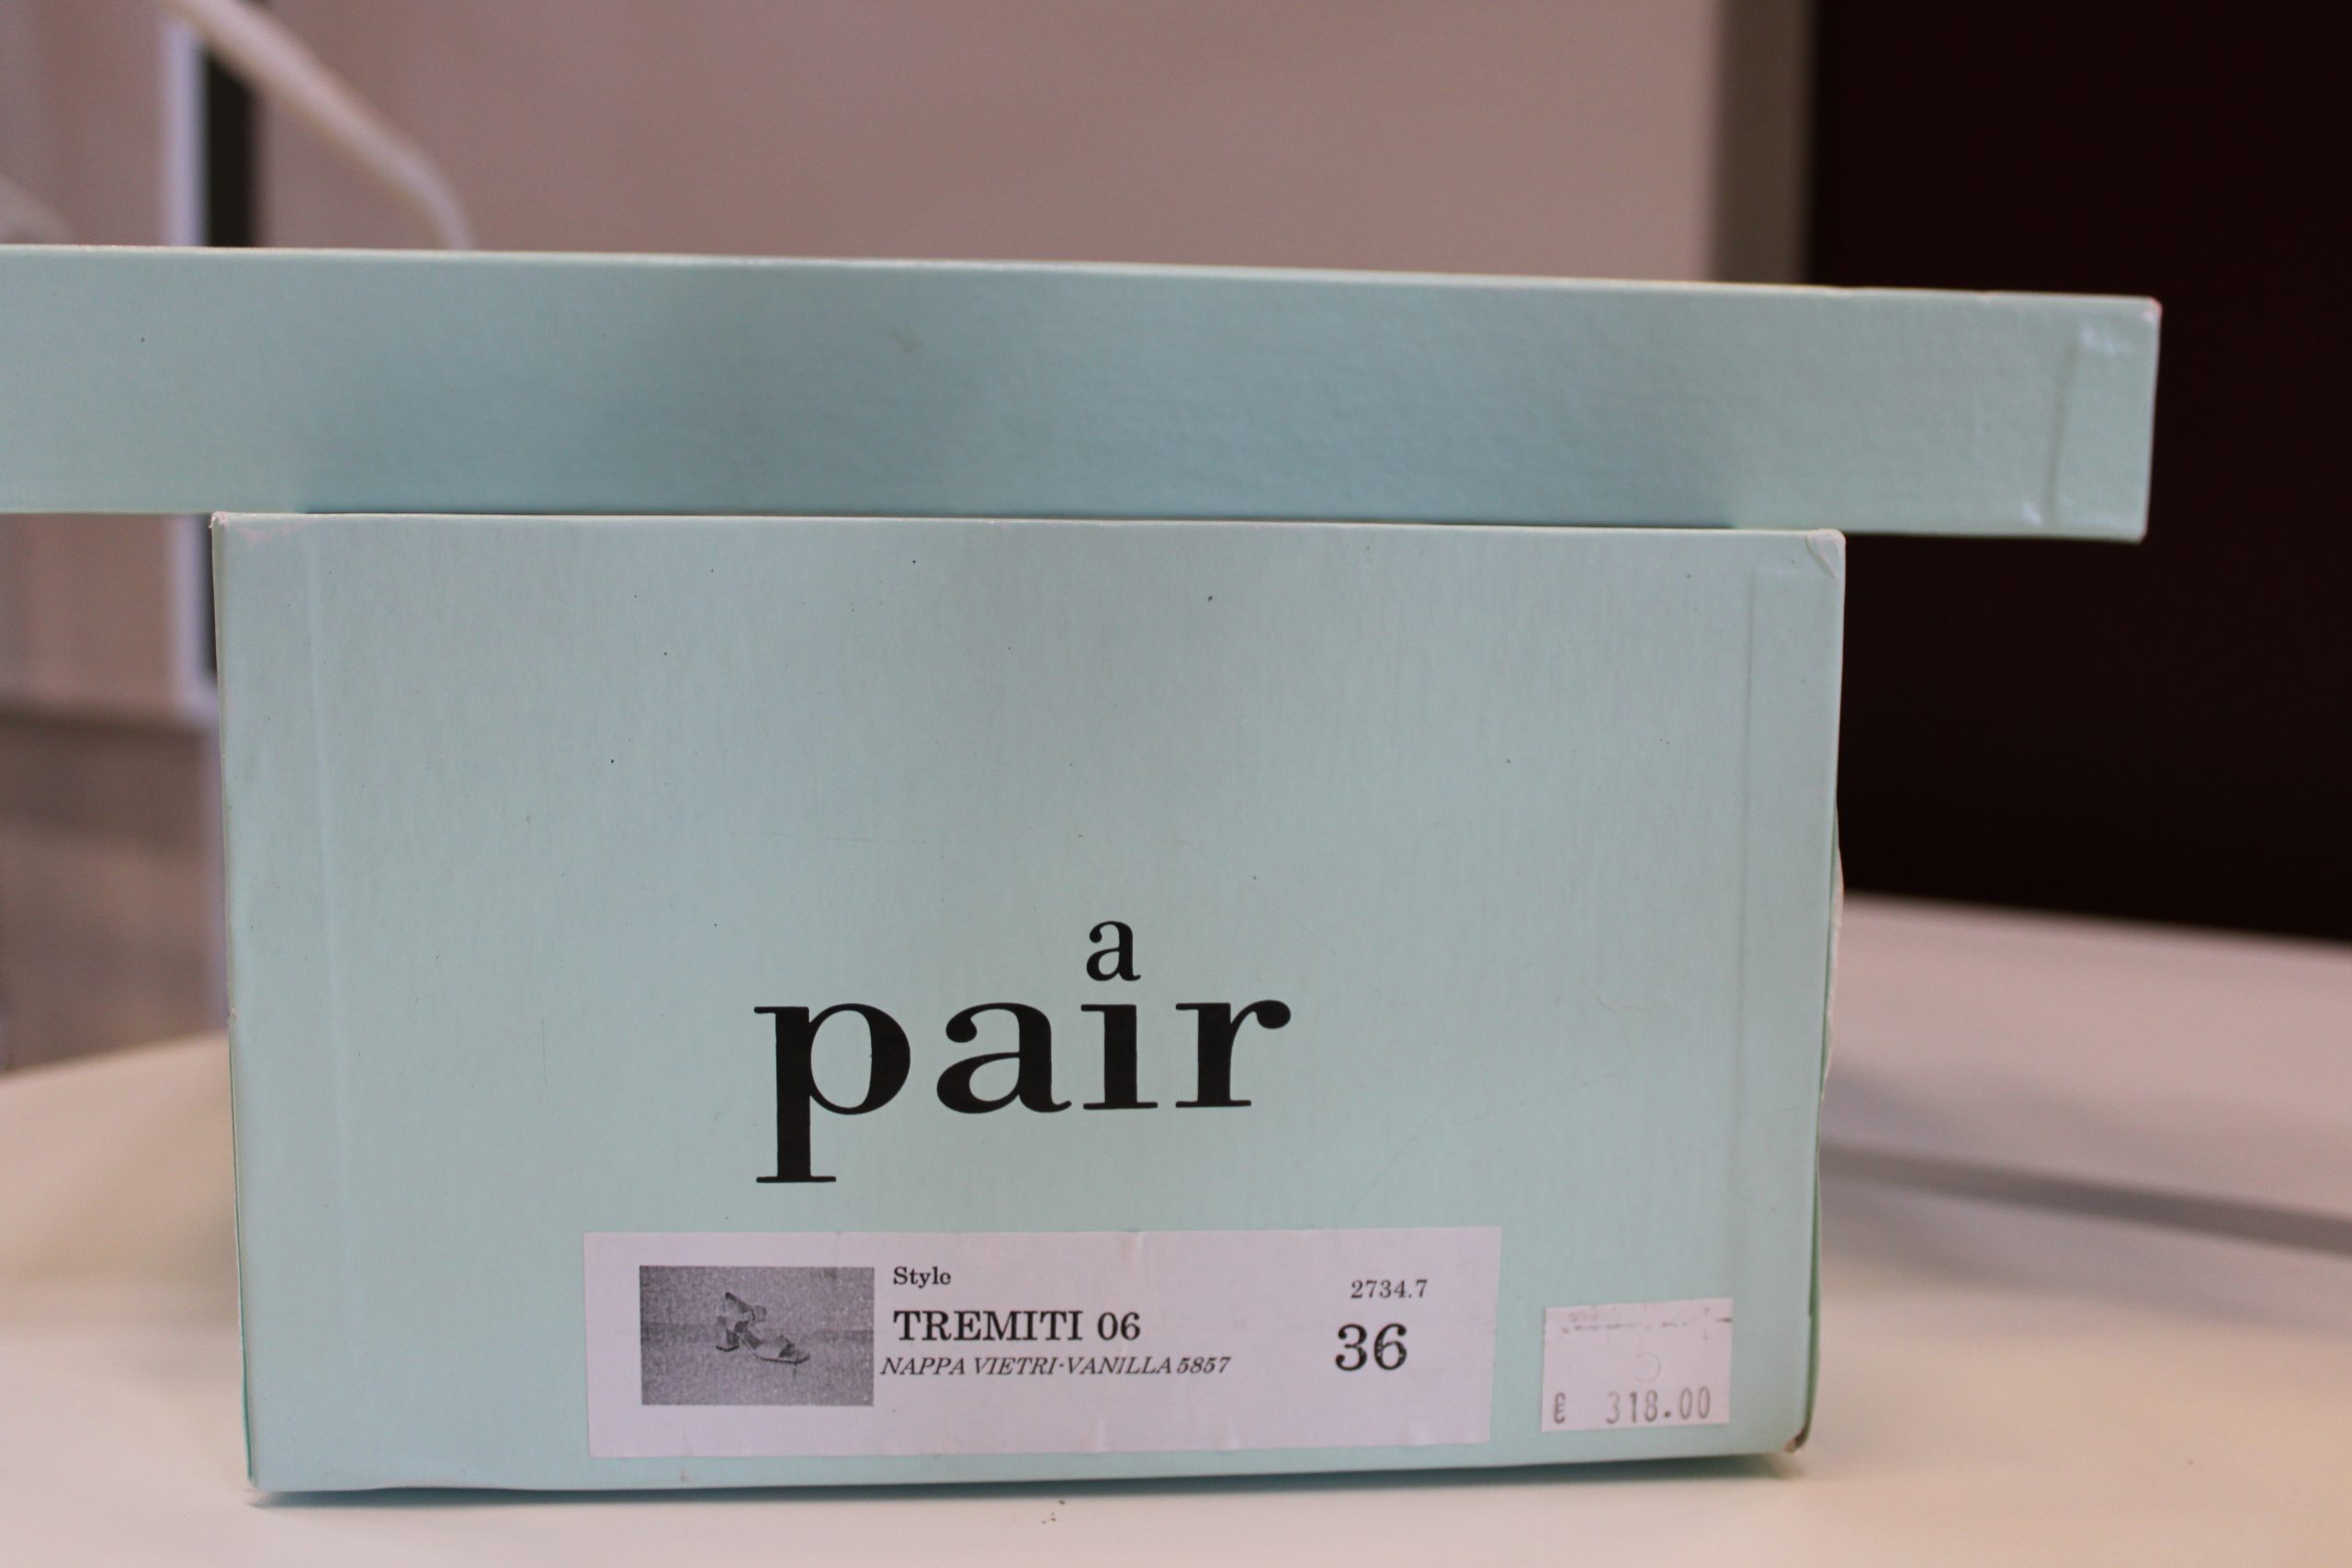 a
pair
Style
TREMITI 06
NAPPA VIETRI-VANILLA 5857
2734.7
36
€ 318.00